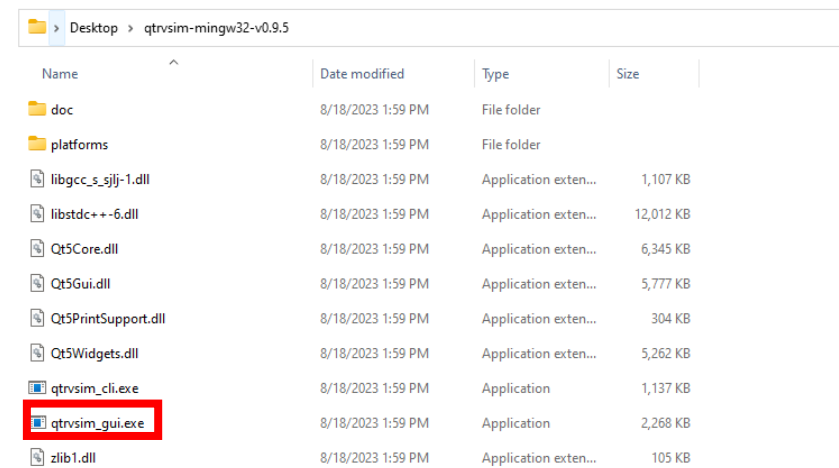 Desktop > qtrvsim-mingw32-v0.9.5
Name Date modified Type Size
doc 8/18/2023 1:59 PM File folder
platforms 8/18/2023 1:59 PM File folder
libgcc_s_sjlj-1.dll 8/18/2023 1:59 PM Application exten... 1,107 KB
libstdc++-6.dll 8/18/2023 1:59 PM Application exten... 12,012 KB
Qt5Core.dll 8/18/2023 1:59 PM Application exten... 6,345 KB
Qt5Gui.dll 8/18/2023 1:59 PM Application exten... 5,777 KB
Qt5PrintSupport.dll 8/18/2023 1:59 PM Application exten... 304 KB
Qt5Widgets.dll 8/18/2023 1:59 PM Application exten... 5,262 KB
qtrvsim_cli.exe 8/18/2023 1:59 PM Application 1,137 KB
qtrvsim_gui.exe 8/18/2023 1:59 PM Application 2,268 KB
zlib1.dll 8/18/2023 1:59 PM Application exten... 105 KB